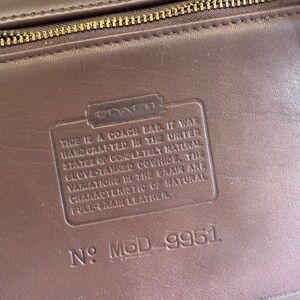 COACH
THIS IS A COACH BAG. IT WAS
HANDCRAFTED IN THE UNITED
STATES OF COMPLETELY NATURAL
GLOVE-TANNED COWHIDE. THE
VARIATIONS IN THE GRAIN ARE
CHARACTERISTIC OF NATURAL
FULL-GRAIN LEATHER.
Nº M6D 9951